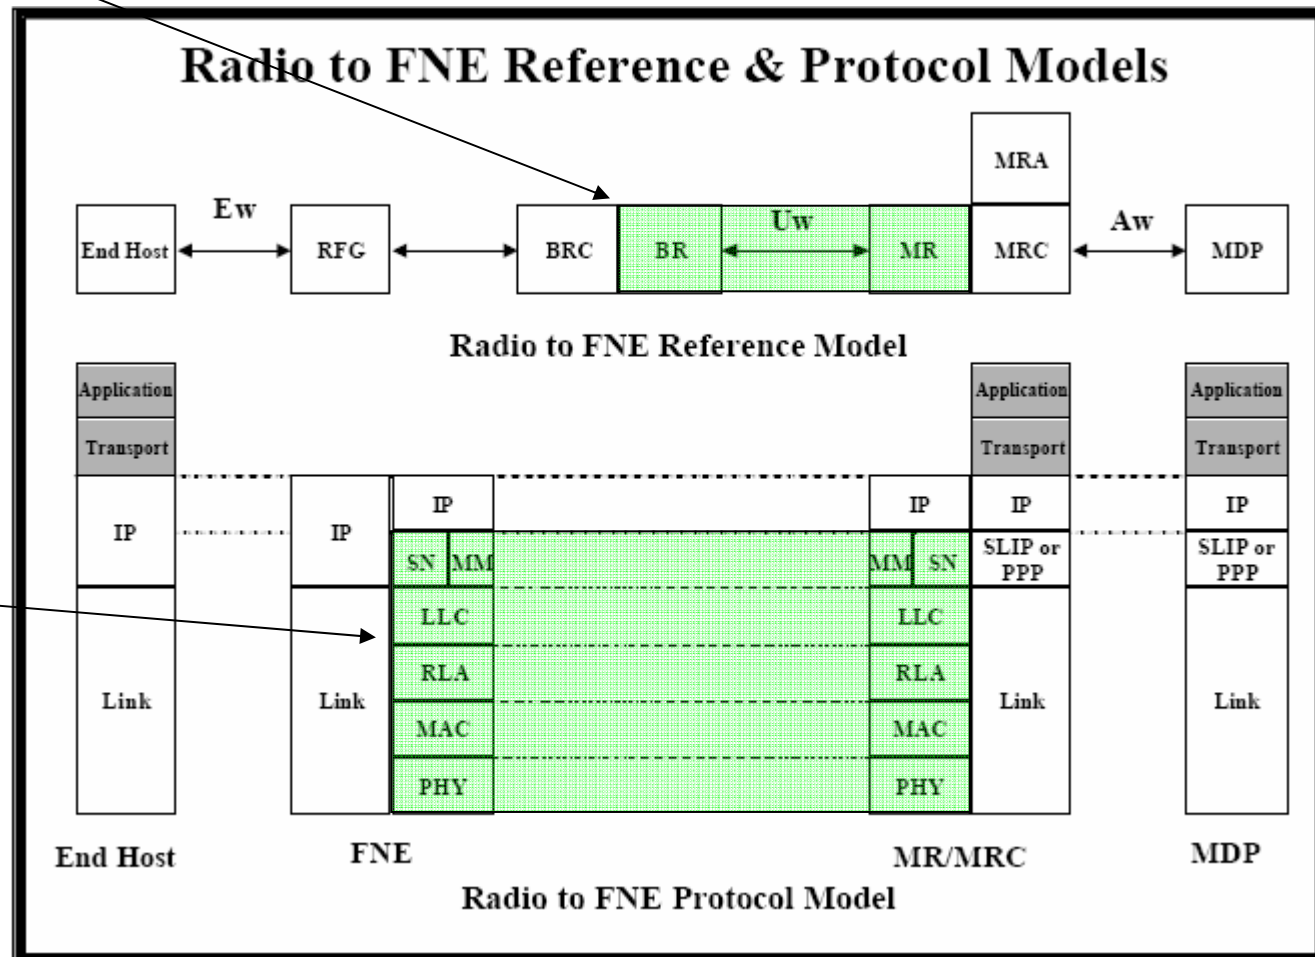 Radio to FNE Reference & Protocol Models
MRA
Ew
Uw
Aw
End Host
RFG
BRC
BR
MR
MRC
MDP
Radio to FNE Reference Model
Application
Application
Application
Transport
Transport
Transport
IP
IP
IP
IP
IP
IP
SN
MM
MM
SN
SLIP or
PPP
SLIP or
PPP
LLC
LLC
RLA
RLA
Link
Link
Link
Link
MAC
MAC
PHY
PHY
End Host
FNE
MR/MRC
MDP
Radio to FNE Protocol Model